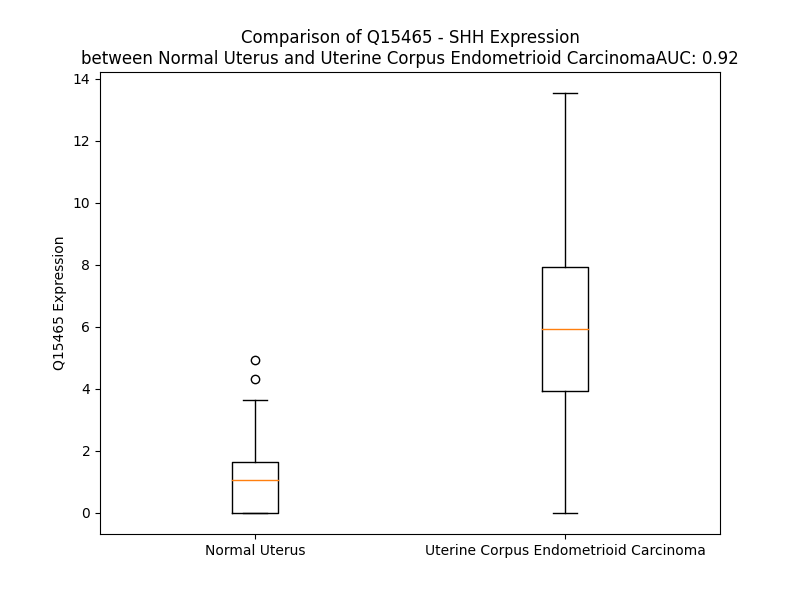 Comparison of Q15465 - SHH Expression
between Normal Uterus and Uterine Corpus Endometrioid CarcinomaAUC: 0.92
14
12
10
8
6
4
2
0
Q15465 Expression
Normal Uterus
Uterine Corpus Endometrioid Carcinoma